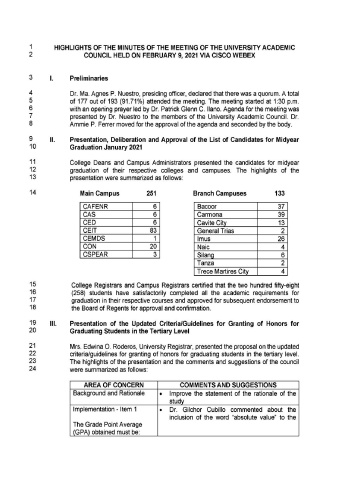 1 HIGHLIGHTS OF THE MINUTES OF THE MEETING OF THE UNIVERSITY ACADEMIC
2 COUNCIL HELD ON FEBRUARY 9, 2021 VIA CISCO WEBEX
3 I. Preliminaries
4 Dr. Ma. Agnes P. Nuestro, presiding officer, declared that there was a quorum. A total
5 of 177 out of 193 (91.71%) attended the meeting. The meeting started at 1:30 p.m.
6 with an opening prayer led by Dr. Patrick Glenn C. Ilano. Agenda for the meeting was
7 presented by Dr. Nuestro to the members of the University Academic Council. Dr.
8 Ammie P. Ferrer moved for the approval of the agenda and seconded by the body.
9 II. Presentation, Deliberation and Approval of the List of Candidates for Midyear
10 Graduation January 2021
11 College Deans and Campus Administrators presented the candidates for midyear
12 graduation of their respective colleges and campuses. The highlights of the
13 presentation were summarized as follows:
14 Main Campus 251 Branch Campuses 133
CAFENR 6 Bacoor 37
CAS 6 Carmona 39
CED 6 Cavite City 13
CEIT 83 General Trias 2
CEMDS 1 Imus 26
CON 20 Naic 4
CSPEAR 3 Silang 6
Tanza 2
Trece Martires City 4
15 College Registrars and Campus Registrars certified that the two hundred fifty-eight
16 (258) students have satisfactorily completed all the academic requirements for
17 graduation in their respective courses and approved for subsequent endorsement to
18 the Board of Regents for approval and confirmation.
19 III. Presentation of the Updated Criteria/Guidelines for Granting of Honors for
20 Graduating Students in the Tertiary Level
21 Mrs. Edwina O. Roderos, University Registrar, presented the proposal on the updated
22 criteria/guidelines for granting of honors for graduating students in the tertiary level.
23 The highlights of the presentation and the comments and suggestions of the council
24 were summarized as follows:
AREA OF CONCERN COMMENTS AND SUGGESTIONS
Background and Rationale • Improve the statement of the rationale of the
study
Implementation - Item 1 • Dr. Gilchor Cubillo commented about the
inclusion of the word "absolute value" to the
The Grade Point Average
(GPA) obtained must be: